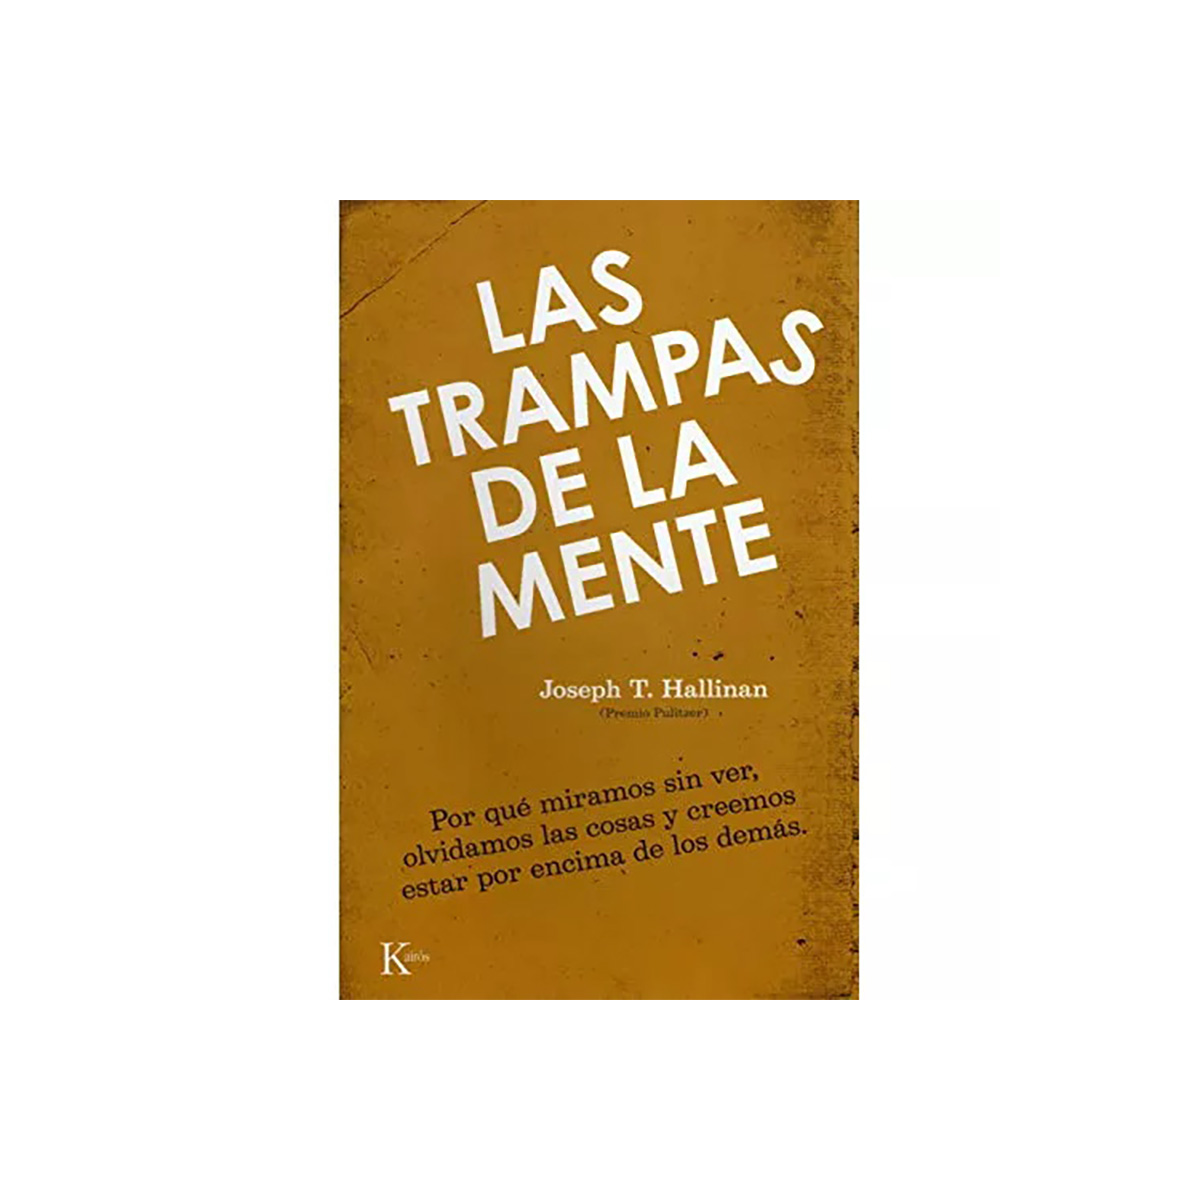 LAS
TRAMPAS
DE LA
MENTE
Joseph T. Hallinan
(Premio Pulitzer)
Por qué miramos sin ver,
olvidamos las cosas y creemos
estar por encima de los demás.
Kairós